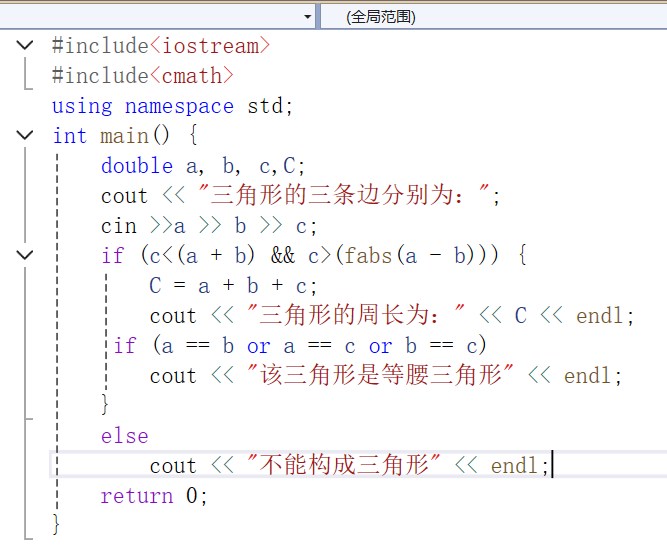 (全局范围)
#include<iostream>
#include<cmath>
using namespace std;
int main() {
    double a, b, c,C;
    cout << "三角形的三条边分别为：";
    cin >>a >> b >> c;
    if (c<(a + b) && c>(fabs(a - b))) {
        C = a + b + c;
        cout << "三角形的周长为：" << C << endl;
     if (a == b or a == c or b == c)
        cout << "该三角形是等腰三角形" << endl;
    }
    else
        cout << "不能构成三角形" << endl;
    return 0;
}